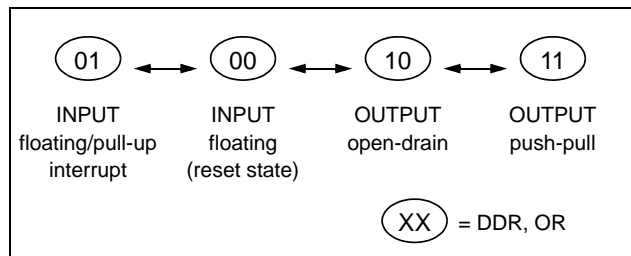 01 00 10 11
INPUT INPUT OUTPUT OUTPUT
floating/pull-up floating open-drain push-pull
interrupt (reset state)
XX = DDR, OR